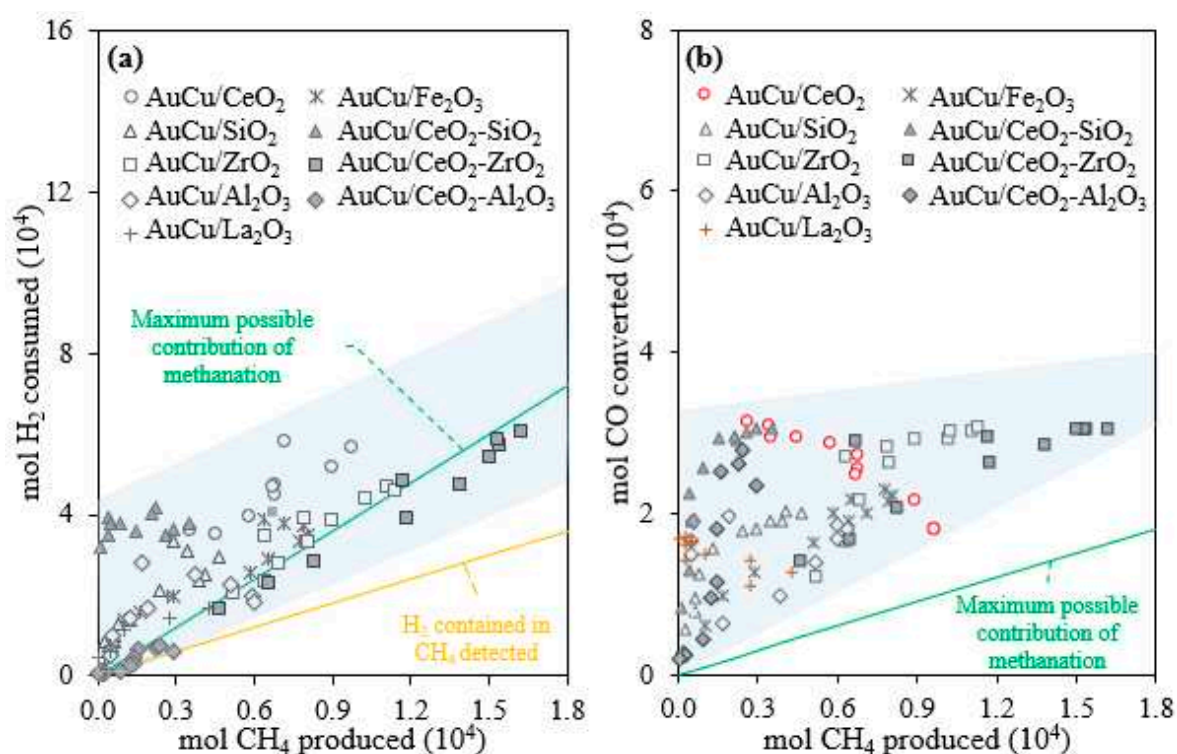 (a)
AuCu/CeO₂
AuCu/Fe₂O₃
AuCu/SiO₂
AuCu/CeO₂-SiO₂
AuCu/ZrO₂
AuCu/CeO₂-ZrO₂
AuCu/Al₂O₃
AuCu/CeO₂-Al₂O₃
AuCu/La₂O₃
Maximum possible
contribution of
methanation
H₂ contained in
CH₄ detected
mol H₂ consumed (10⁴)
16
12
8
4
0
0.0 0.3 0.6 0.9 1.2 1.5 1.8
mol CH₄ produced (10⁴)
(b)
AuCu/CeO₂
AuCu/Fe₂O₃
AuCu/SiO₂
AuCu/CeO₂-SiO₂
AuCu/ZrO₂
AuCu/CeO₂-ZrO₂
AuCu/Al₂O₃
AuCu/CeO₂-Al₂O₃
AuCu/La₂O₃
Maximum possible
contribution of
methanation
mol CO converted (10⁴)
8
6
4
2
0
0.0 0.3 0.6 0.9 1.2 1.5 1.8
mol CH₄ produced (10⁴)